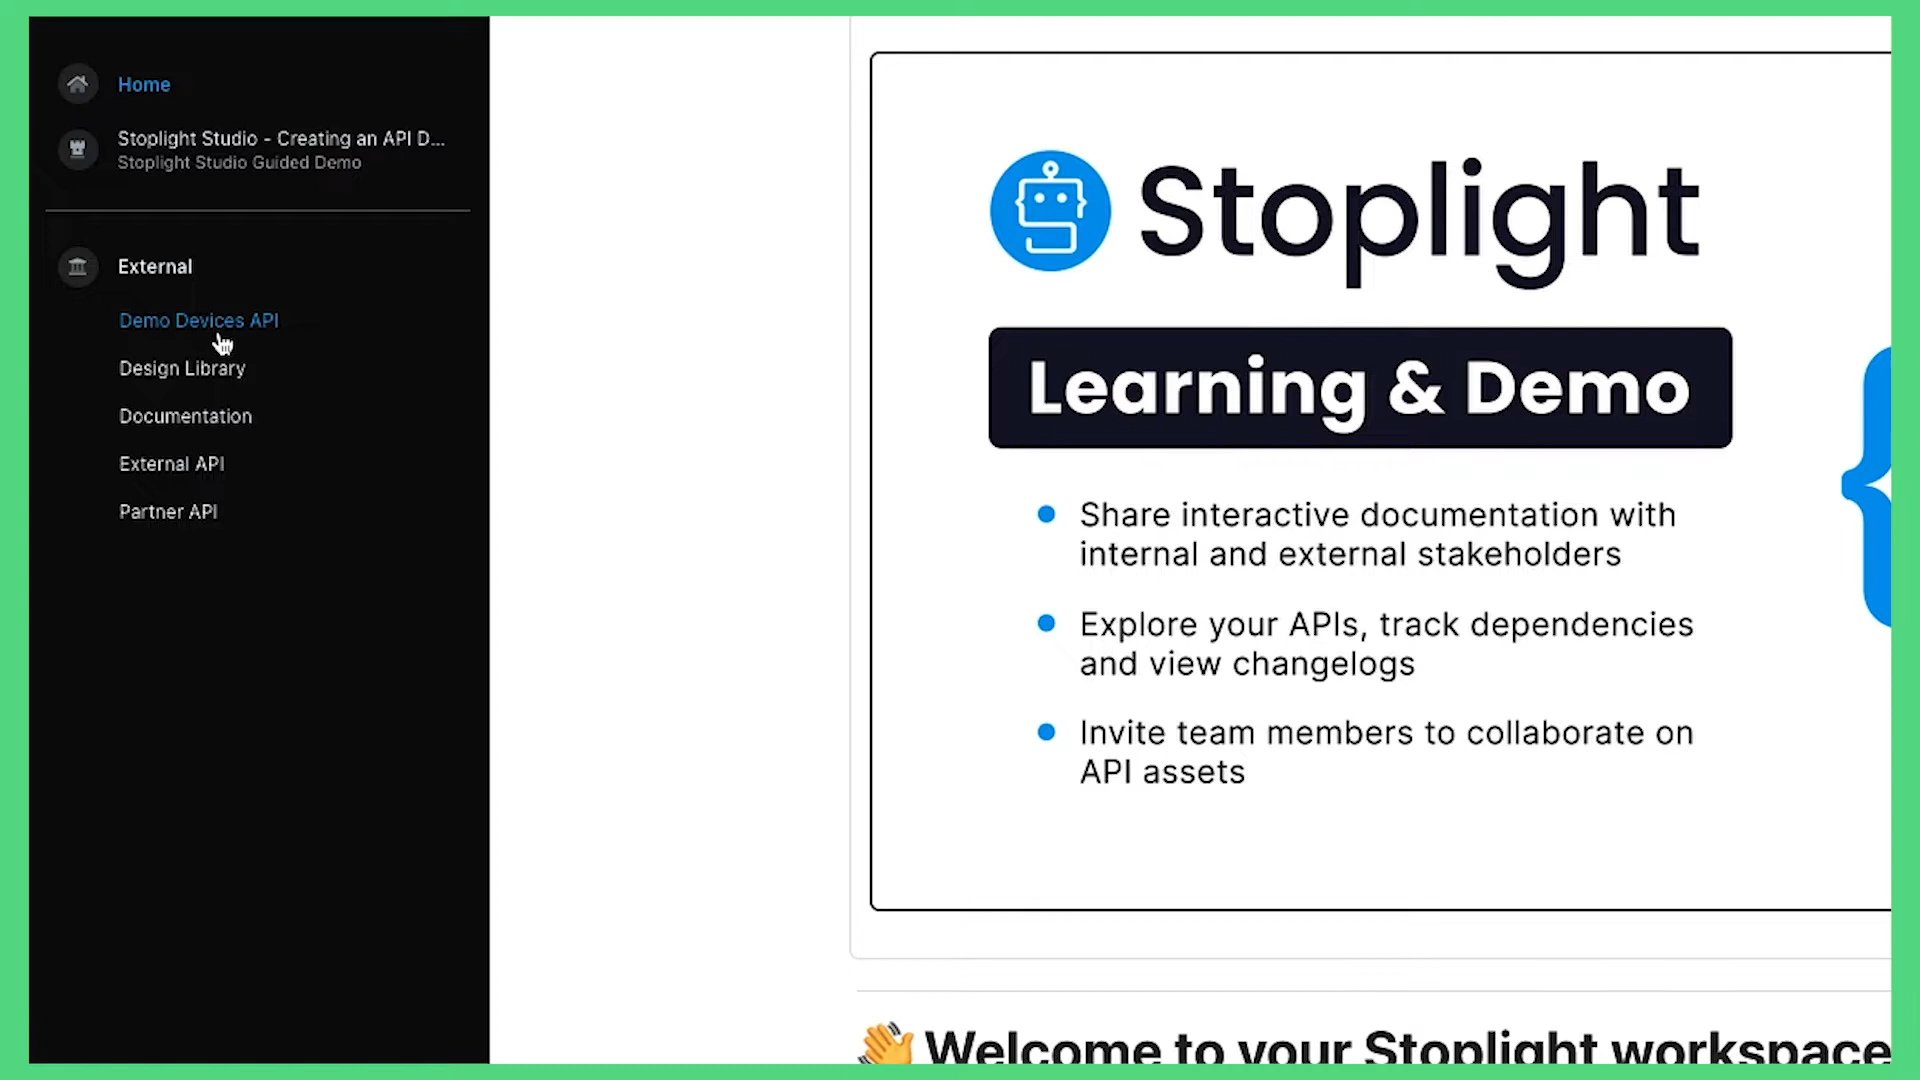 Home
Stoplight Studio - Creating an API D...
Stoplight Studio Guided Demo
External
Demo Devices API
Design Library
Documentation
External API
Partner API
Stoplight
Learning & Demo
Share interactive documentation with
internal and external stakeholders
Explore your APIs, track dependencies
and view changelogs
Invite team members to collaborate on
API assets
Welcome to your Stoplight workspace